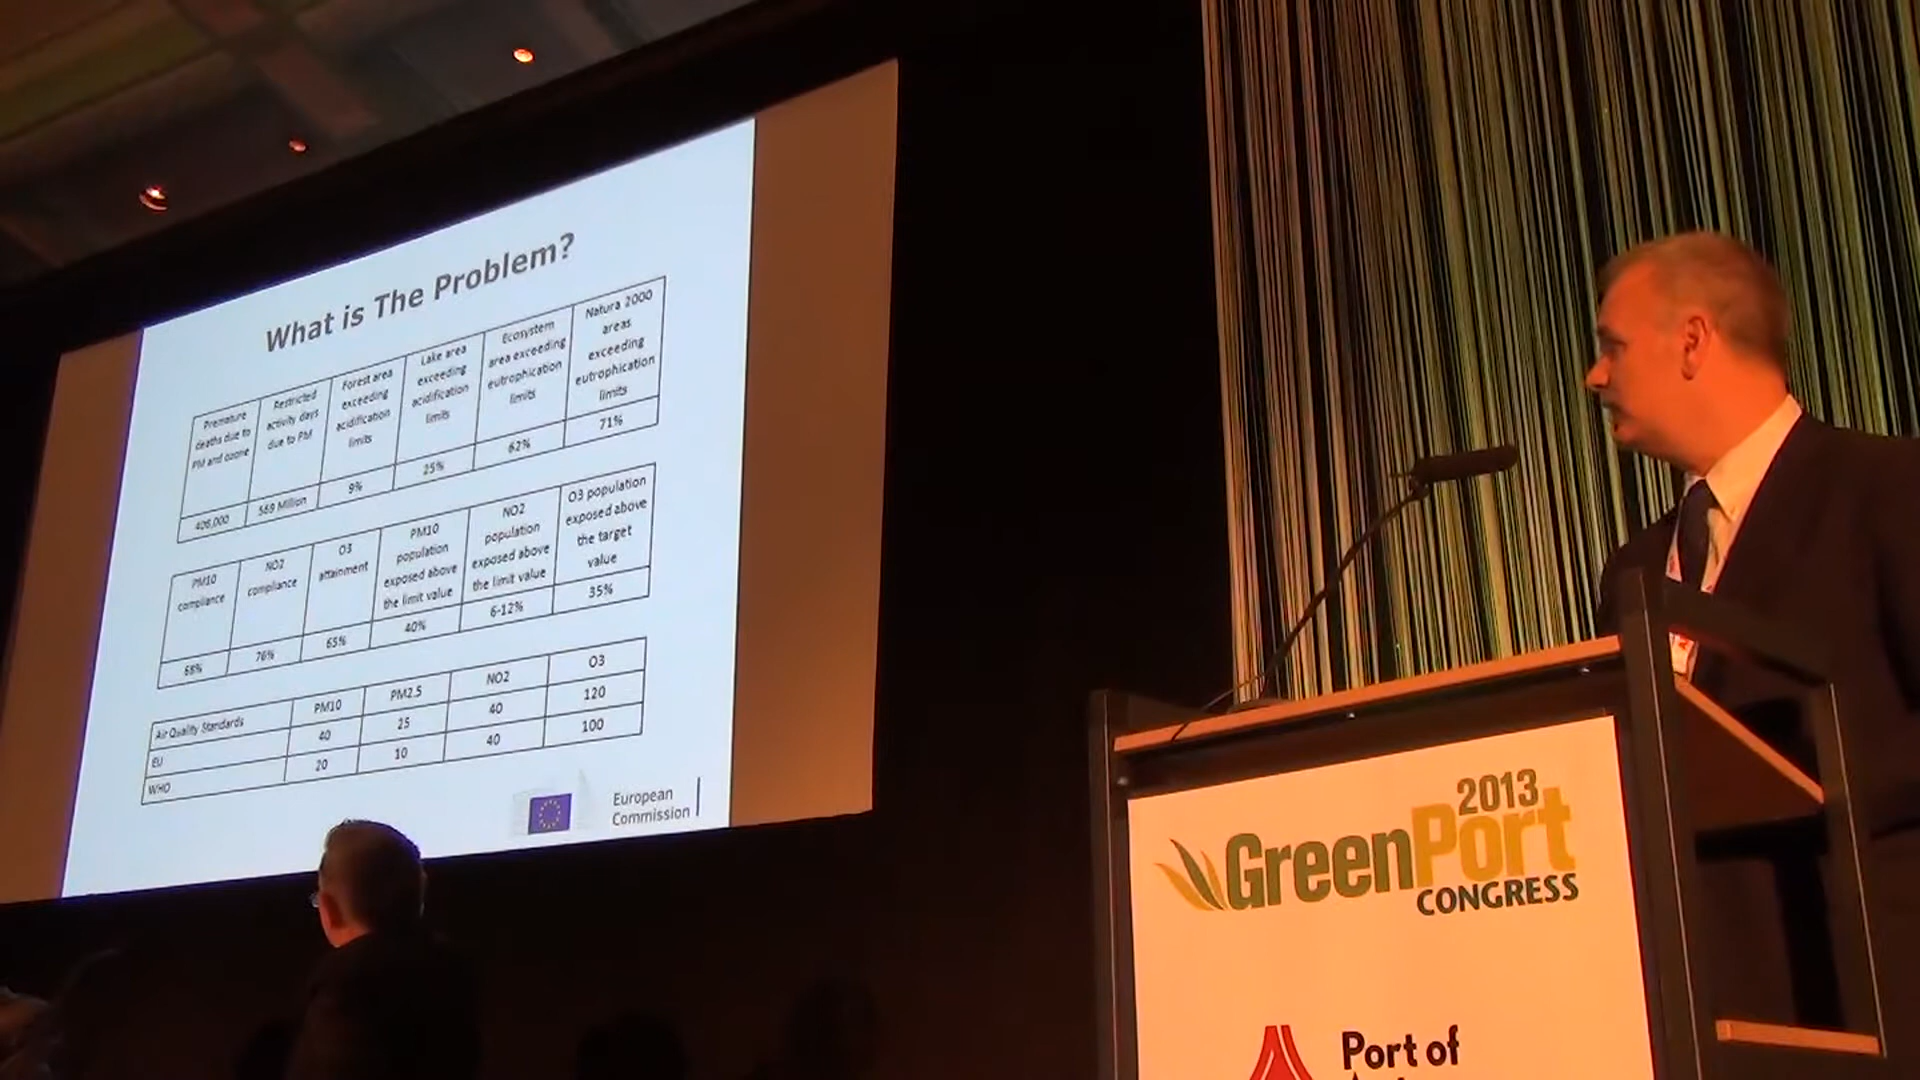 What is The Problem?
Premature deaths due to PM and ozone
Restricted activity days due to PM
Forest area exceeding acidification limits
Lake area exceeding acidification limits
Ecosystem area exceeding eutrophication limits
Natura 2000 areas exceeding eutrophication limits
406,000 569 Million 9% 25% 62% 71%
PM10 compliance
NO2 compliance
O3 attainment
PM10 population exposed above the limit value
NO2 population exposed above the limit value
O3 population exposed above the target value
68% 76% 65% 40% 6-12% 35%
Air Quality Standards PM10 PM2.5 NO2 O3
EU 40 25 40 120
WHO 20 10 40 100
European
Commission
2013
GreenPort
CONGRESS
Port of